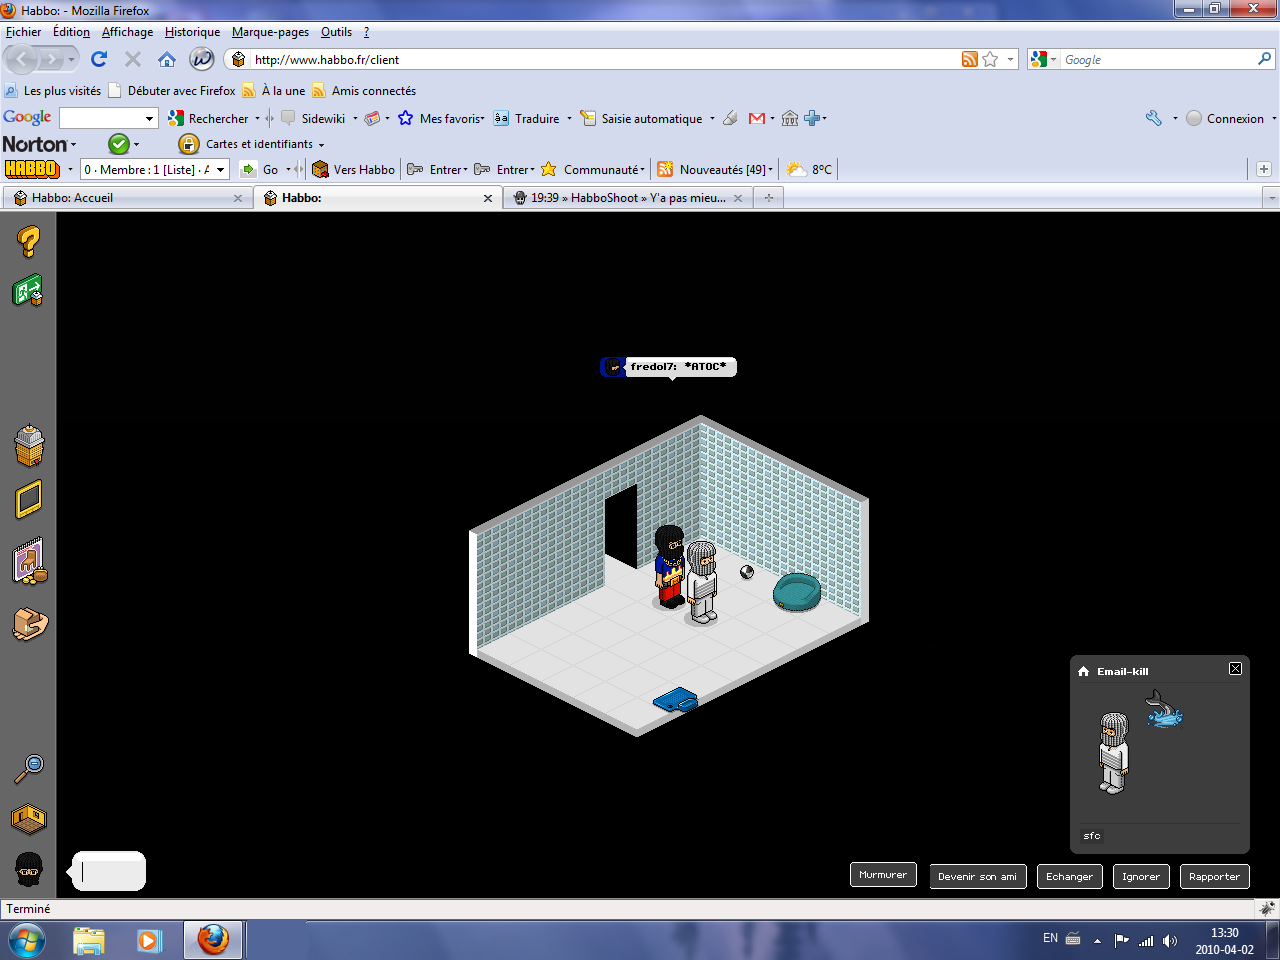 Habbo: - Mozilla Firefox
Fichier Édition Affichage Historique Marque-pages Outils ?
http://www.habbo.fr/client
Google
Les plus visités Débuter avec Firefox À la une Amis connectés
Google Rechercher Sidewiki Mes favoris Traduire Saisie automatique Connexion
Norton Cartes et identifiants
HABBO 0 · Membre : 1 [Liste] · A Go Vers Habbo Entrer Entrer Communauté Nouveautés [49] 8°C
Habbo: Accueil Habbo: 19:39 » HabboShoot » Y'a pas mieu...
fredol7: *ATOC*
Email-kill
sfc
Murmurer Devenir son ami Echanger Ignorer Rapporter
Terminé
EN 13:30
2010-04-02